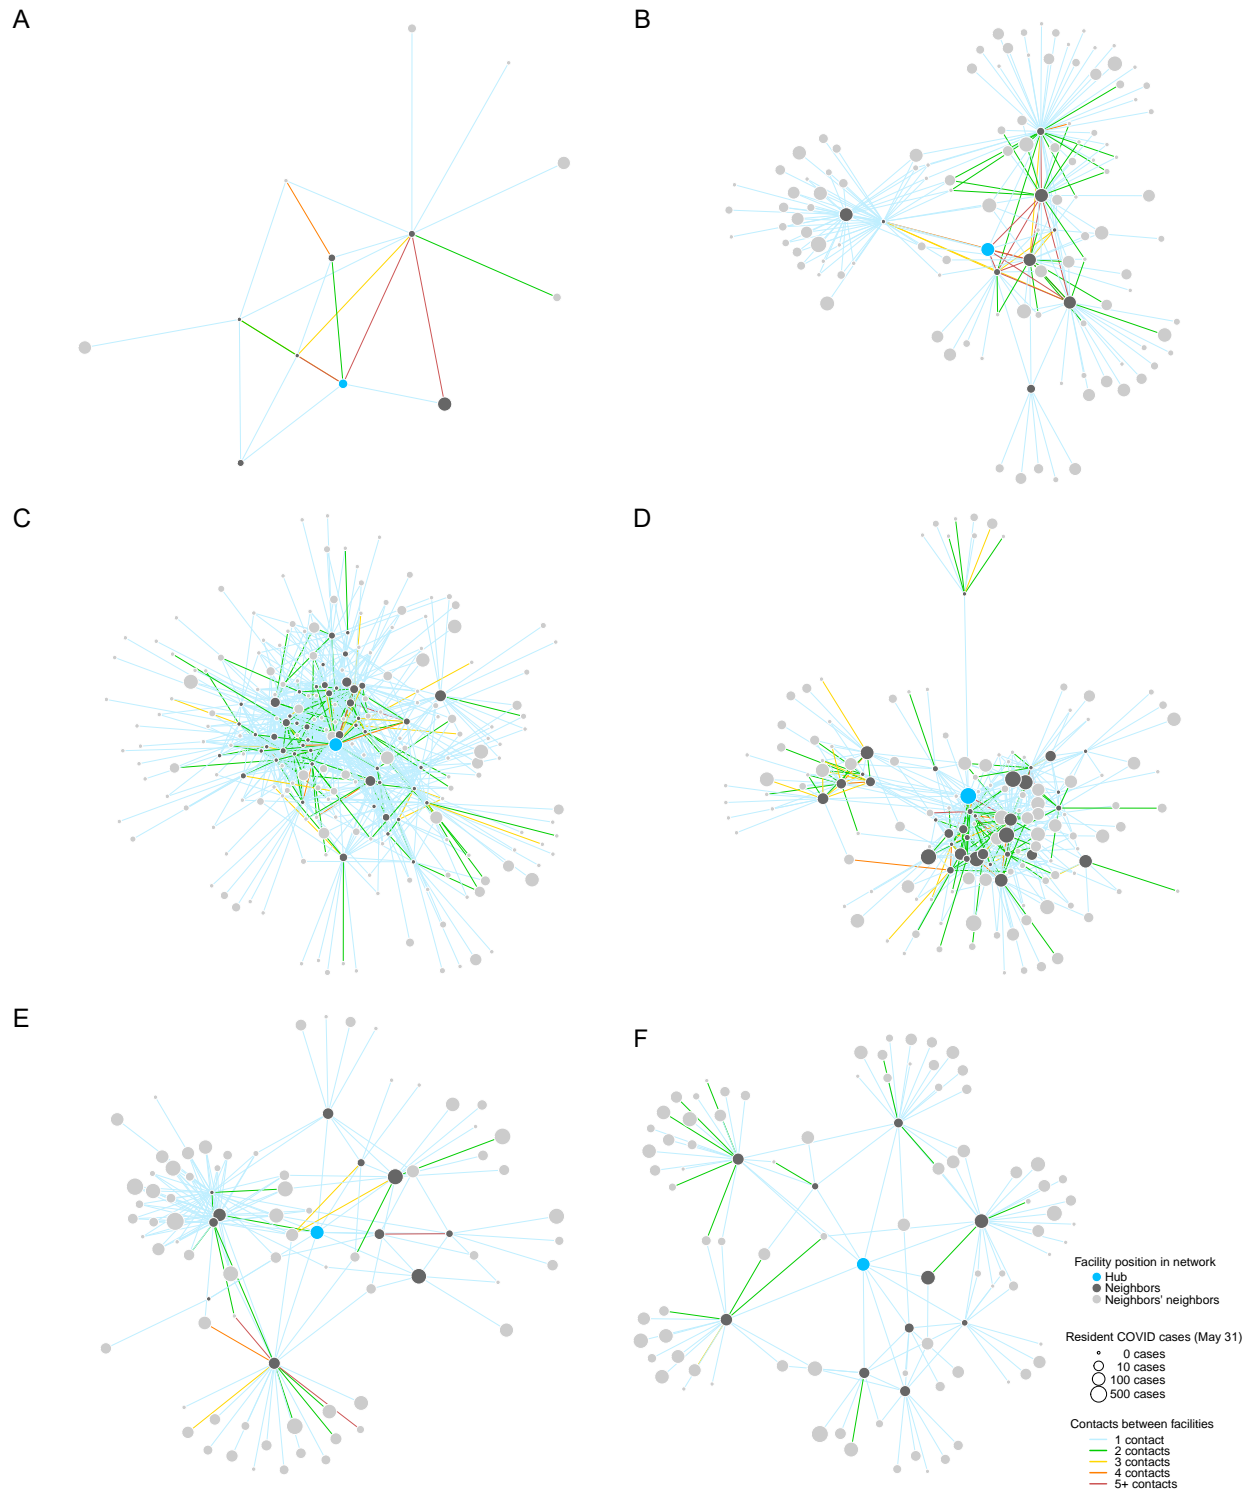 A
B
C
D
E
F
Facility position in network
Hub
Neighbors
Neighbors' neighbors
Resident COVID cases (May 31)
0 cases
10 cases
100 cases
500 cases
Contacts between facilities
1 contact
2 contacts
3 contacts
4 contacts
5+ contacts